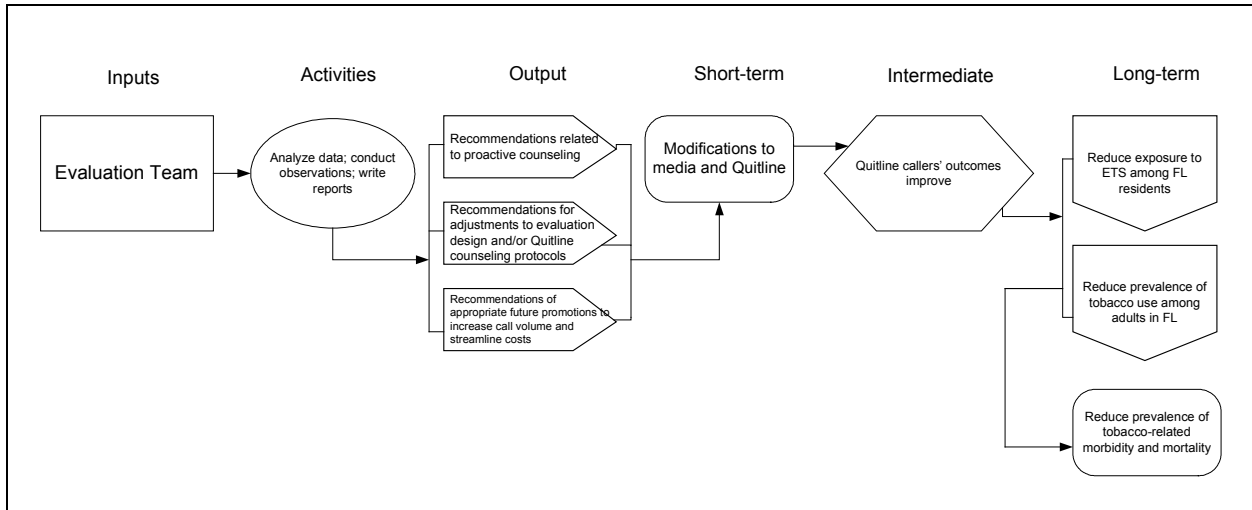 Inputs
Activities
Output
Short-term
Intermediate
Long-term
Evaluation Team
Analyze data; conduct
observations; write
reports
Recommendations related
to proactive counseling
Recommendations for
adjustments to evaluation
design and/or Quitline
counseling protocols
Recommendations of
appropriate future promotions to
increase call volume and
streamline costs
Modifications to
media and Quitline
Quitline callers' outcomes
improve
Reduce exposure to
ETS among FL
residents
Reduce prevalence of
tobacco use among
adults in FL
Reduce prevalence of
tobacco-related
morbidity and mortality